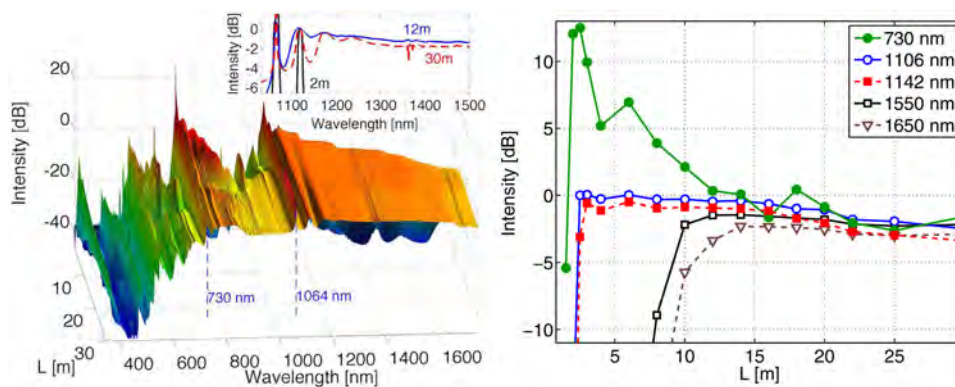 20
0
-20
-40
Intensity [dB]
10
20
30
L [m]
400
600
800
1000
1200
1400
1600
Wavelength [nm]
730 nm
1064 nm
0
-2
-4
-6
Intensity [dB]
12m
30m
2m
1100
1200
1300
1400
1500
Wavelength [nm]
10
5
0
-5
-10
Intensity [dB]
5
10
15
20
25
L [m]
730 nm
1106 nm
1142 nm
1550 nm
1650 nm